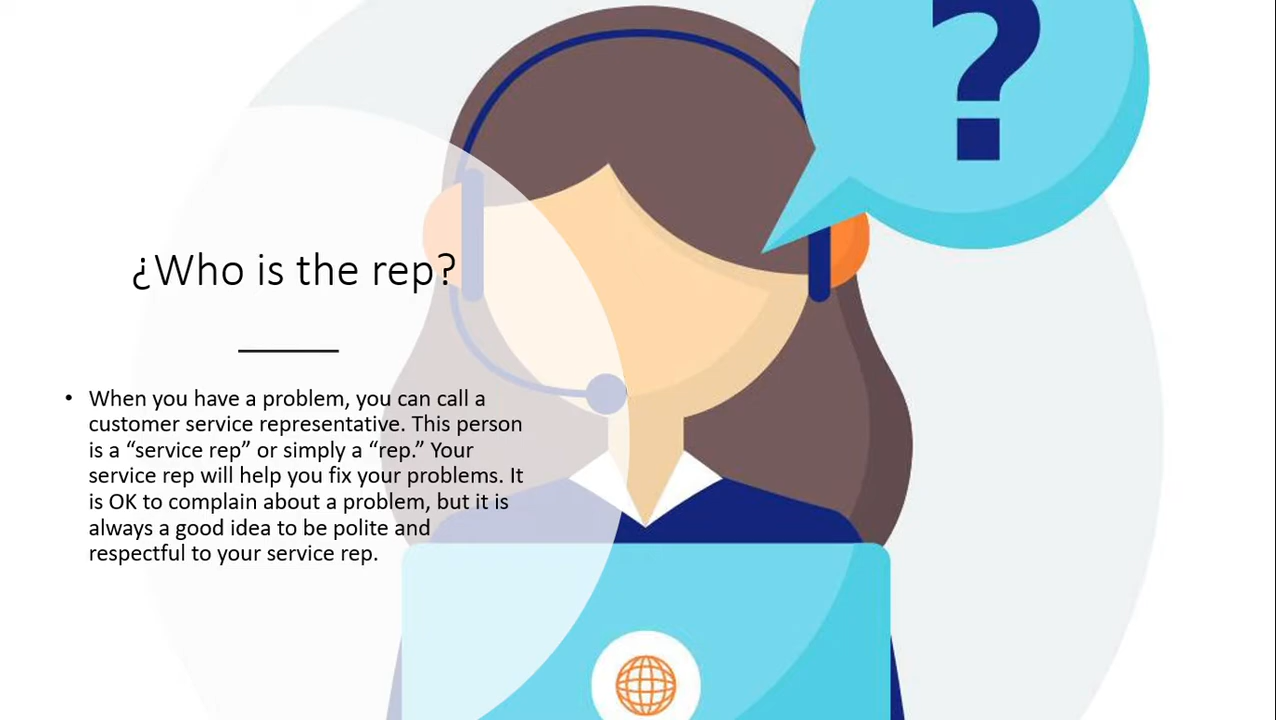 ?
¿Who is the rep?
• When you have a problem, you can call a
customer service representative. This person
is a “service rep” or simply a “rep.” Your
service rep will help you fix your problems. It
is OK to complain about a problem, but it is
always a good idea to be polite and
respectful to your service rep.